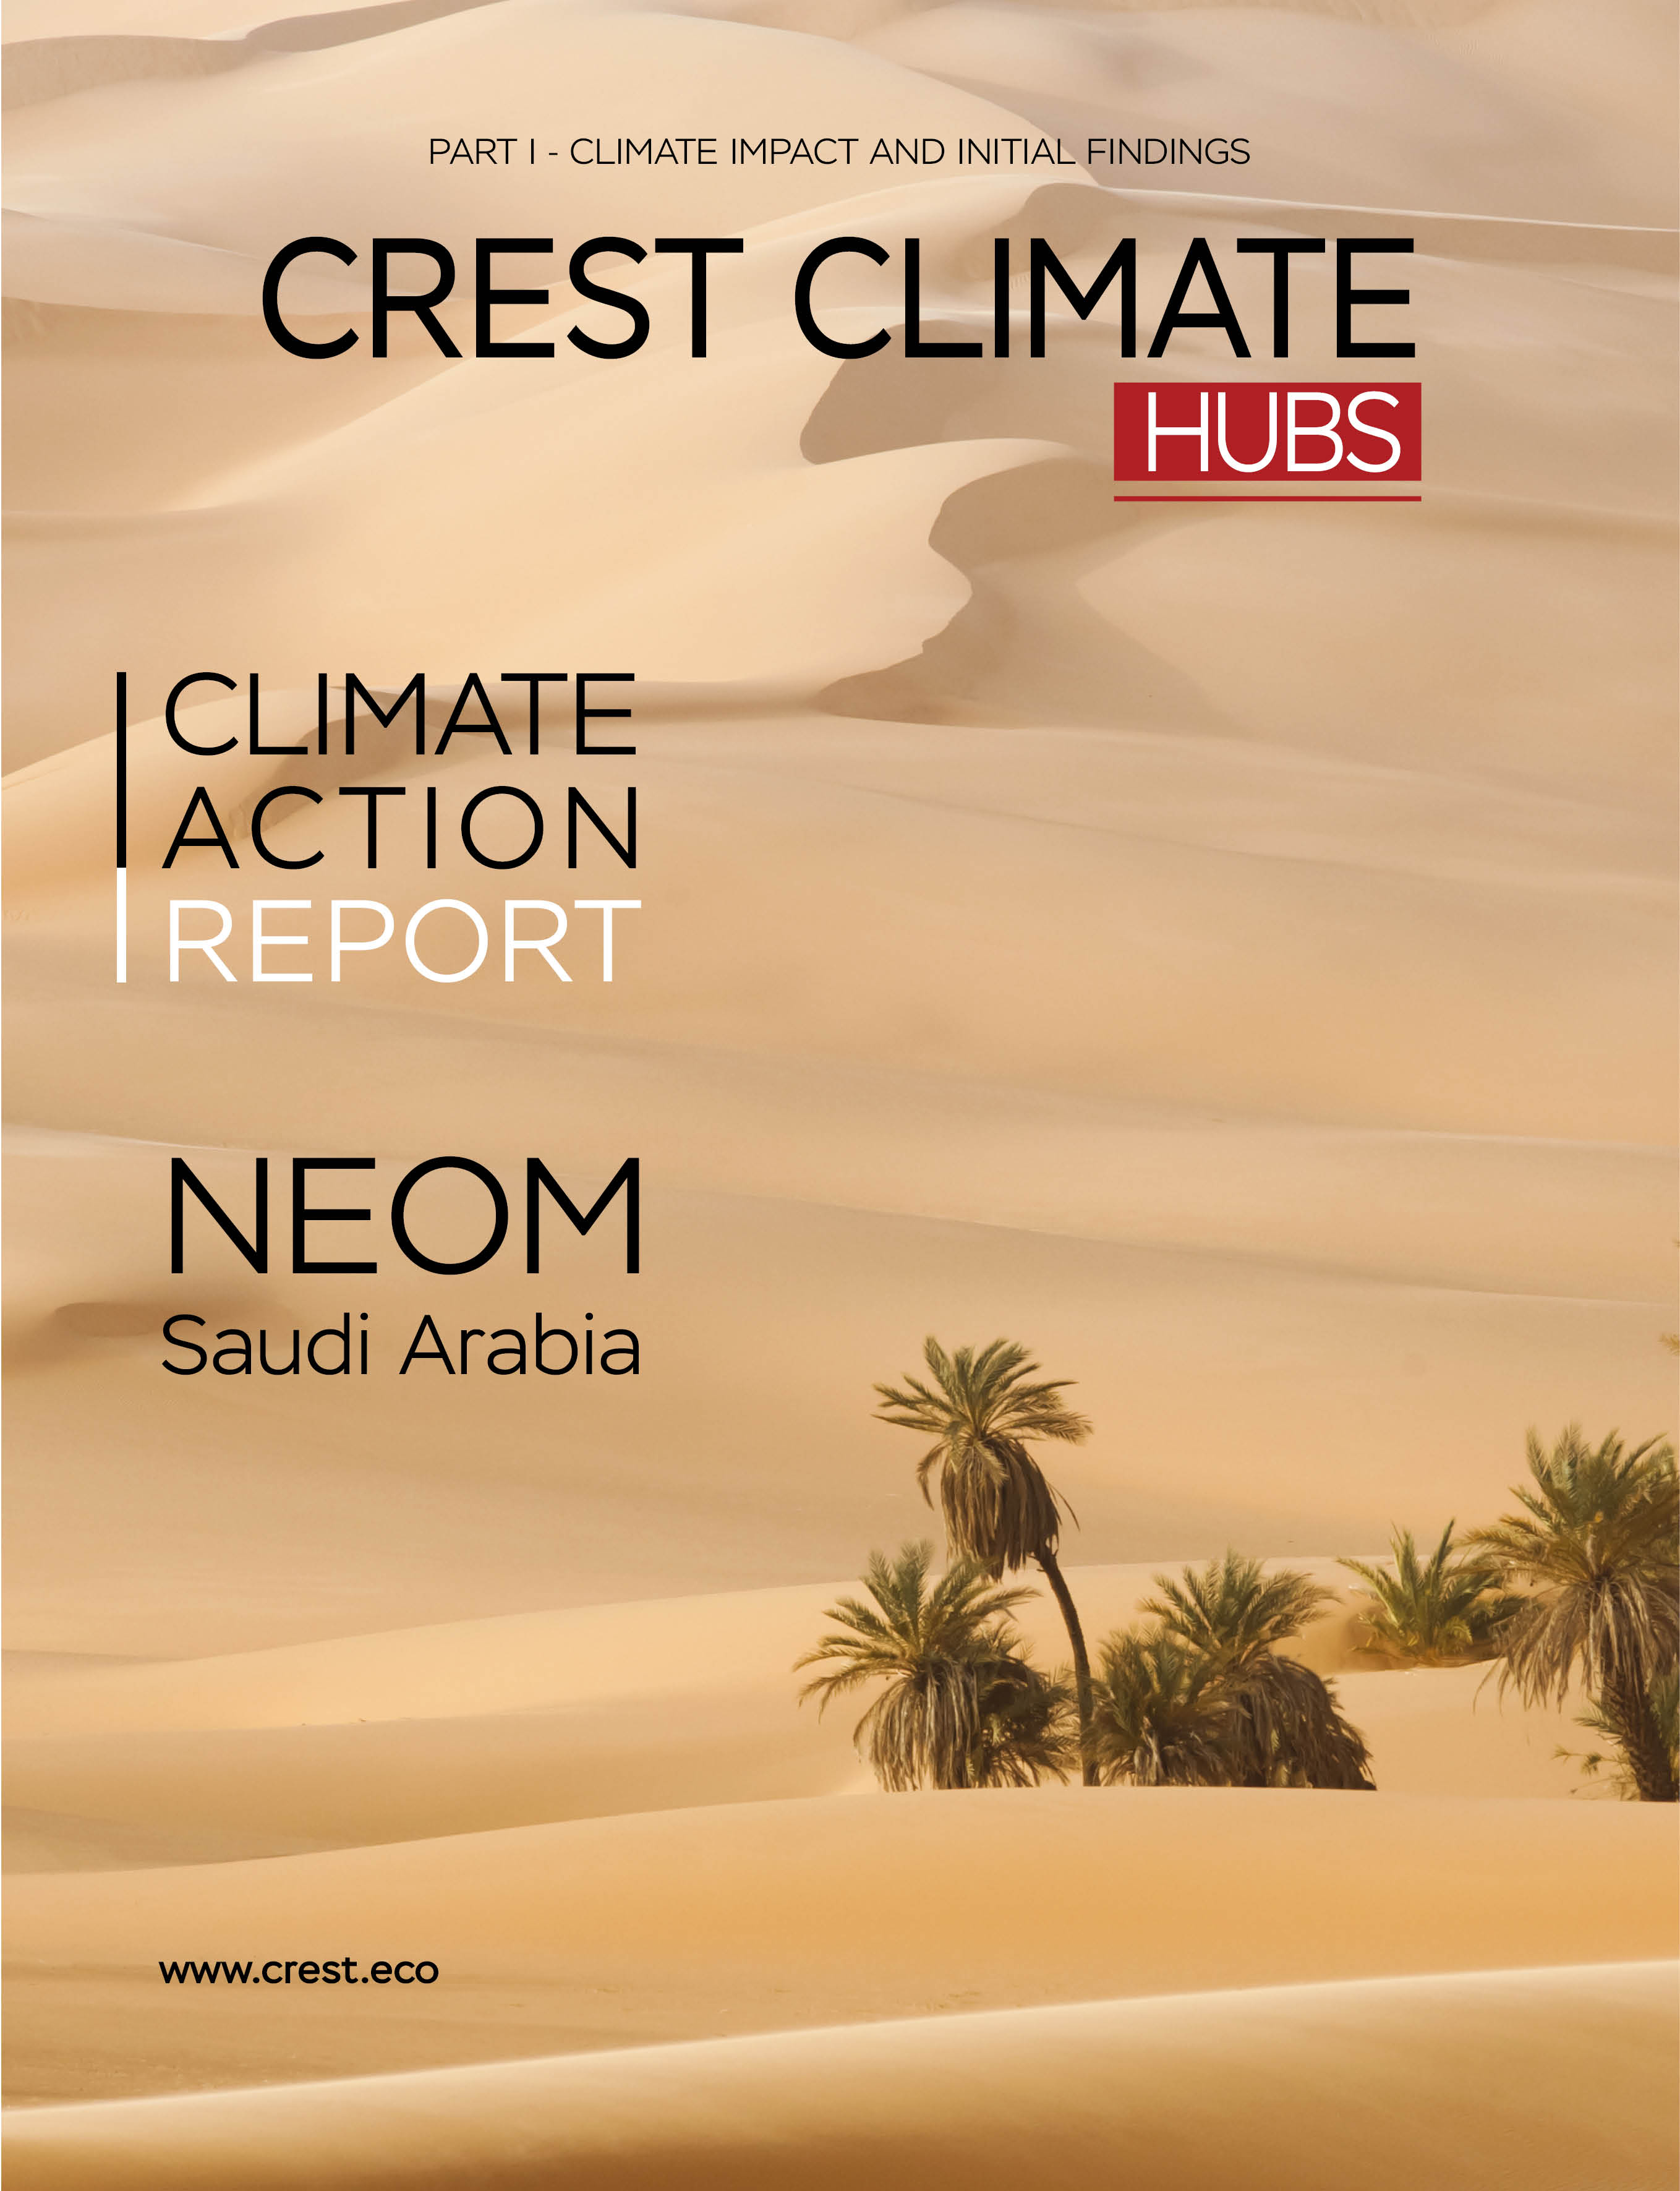 PART I - CLIMATE IMPACT AND INITIAL FINDINGS
CREST CLIMATE
HUBS
CLIMATE
ACTION
REPORT
NEOM
Saudi Arabia
www.crest.eco